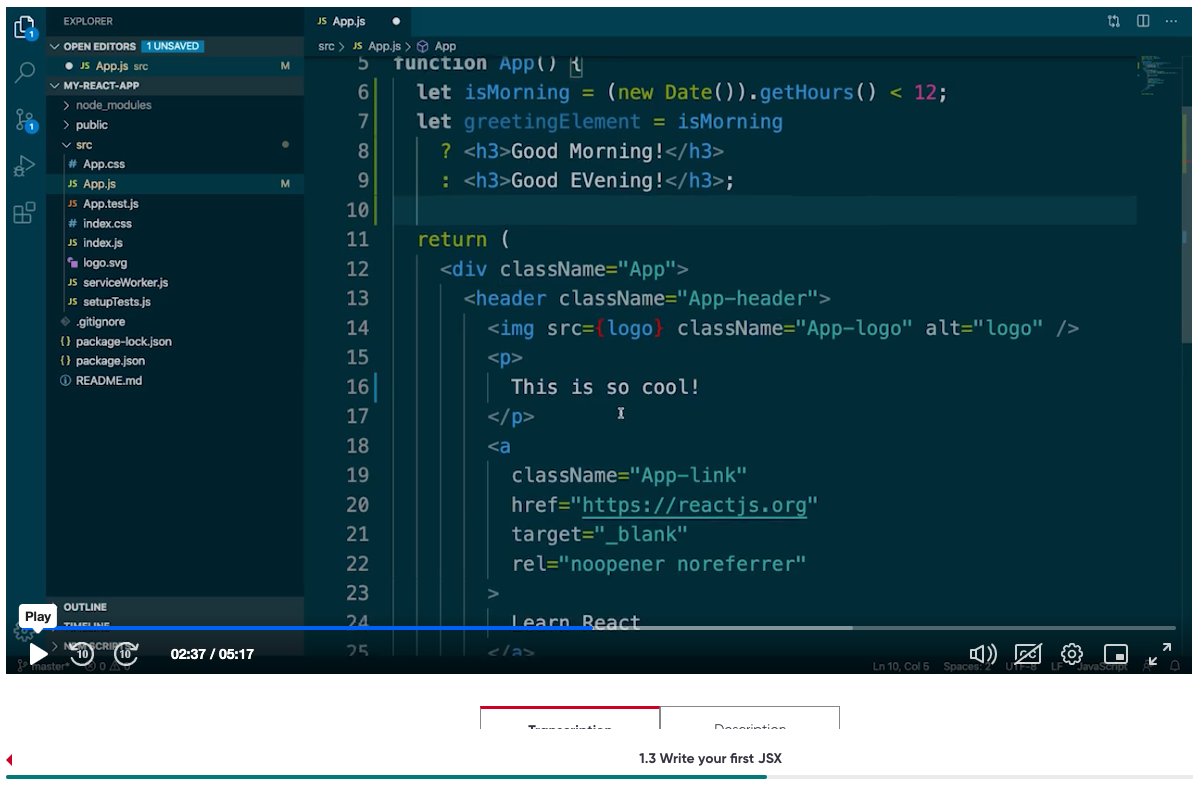 EXPLORER
OPEN EDITORS 1 UNSAVED
JS App.js src M
MY-REACT-APP
node_modules
public
src
# App.css
JS App.js M
JS App.test.js
# index.css
JS index.js
logo.svg
JS serviceWorker.js
JS setupTests.js
.gitignore
{} package-lock.json
{} package.json
README.md
OUTLINE
TIMELINE
NPM SCRIPTS
JS App.js
src > JS App.js > App
5 function App() {
6 let isMorning = (new Date()).getHours() < 12;
7 let greetingElement = isMorning
8 ? <h3>Good Morning!</h3>
9 : <h3>Good EVening!</h3>;
10
11 return (
12 <div className="App">
13 <header className="App-header">
14 <img src={logo} className="App-logo" alt="logo" />
15 <p>
16 This is so cool!
17 </p>
18 <a
19 className="App-link"
20 href="https://reactjs.org"
21 target="_blank"
22 rel="noopener noreferrer"
23 >
24 Learn React
25 </a>
Play
10 10 02:37 / 05:17
master* 0 0 Ln 10, Col 5 Spaces: 2 UTF-8 LF JavaScript
Transcription Description
1.3 Write your first JSX